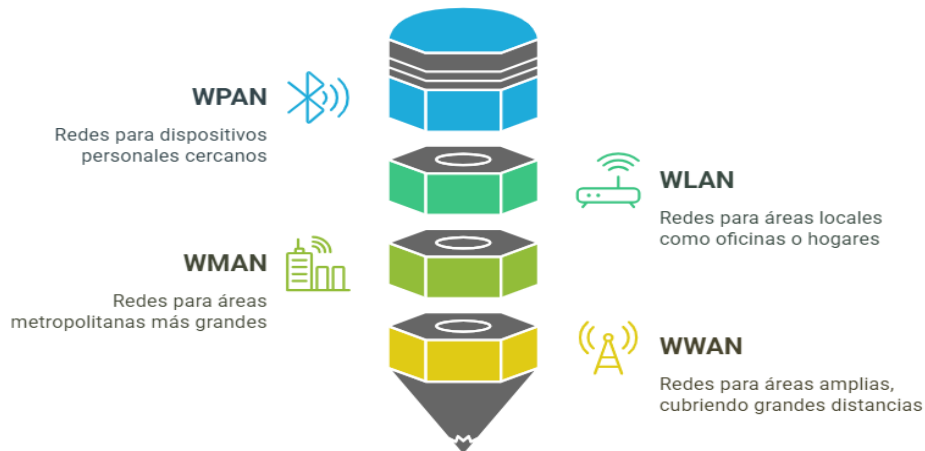 WPAN
Redes para dispositivos
personales cercanos
WLAN
Redes para áreas locales
como oficinas o hogares
WMAN
Redes para áreas
metropolitanas más grandes
WWAN
Redes para áreas amplias,
cubriendo grandes distancias